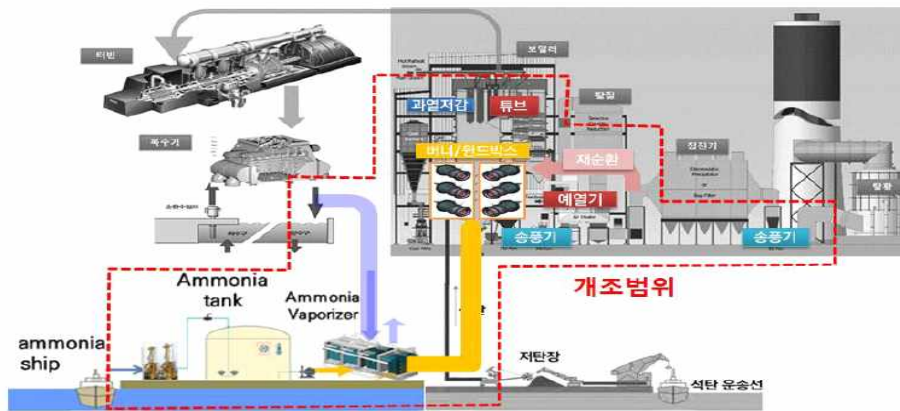 터빈
보일러
과열저감
튜브
탈질
복수기
버너/윈드박스
재순환
집진기
예열기
탈황
송풍기
송풍기
개조범위
Ammonia
tank
Ammonia
Vaporizer
ammonia
ship
저탄장
석탄 운송선